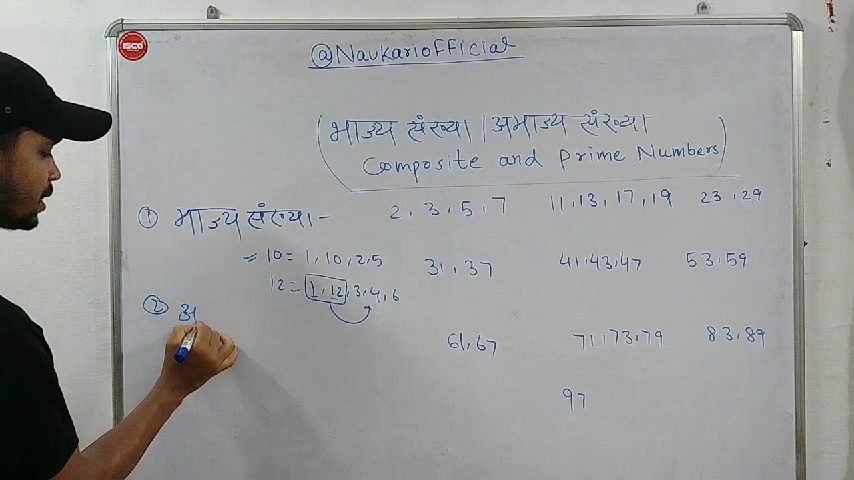 ISCO
@NaukariOfficial
भाज्य संख्या | अभाज्य संख्या
Composite and Prime Numbers
① भाज्य संख्या -
2, 3, 5, 7 11, 13, 17, 19 23, 29
10 = 1, 10, 2, 5
31, 37 41, 43, 47 53, 59
12 = 1, 12, 3, 4, 6
② अ
61, 67 71, 73, 79 83, 89
97